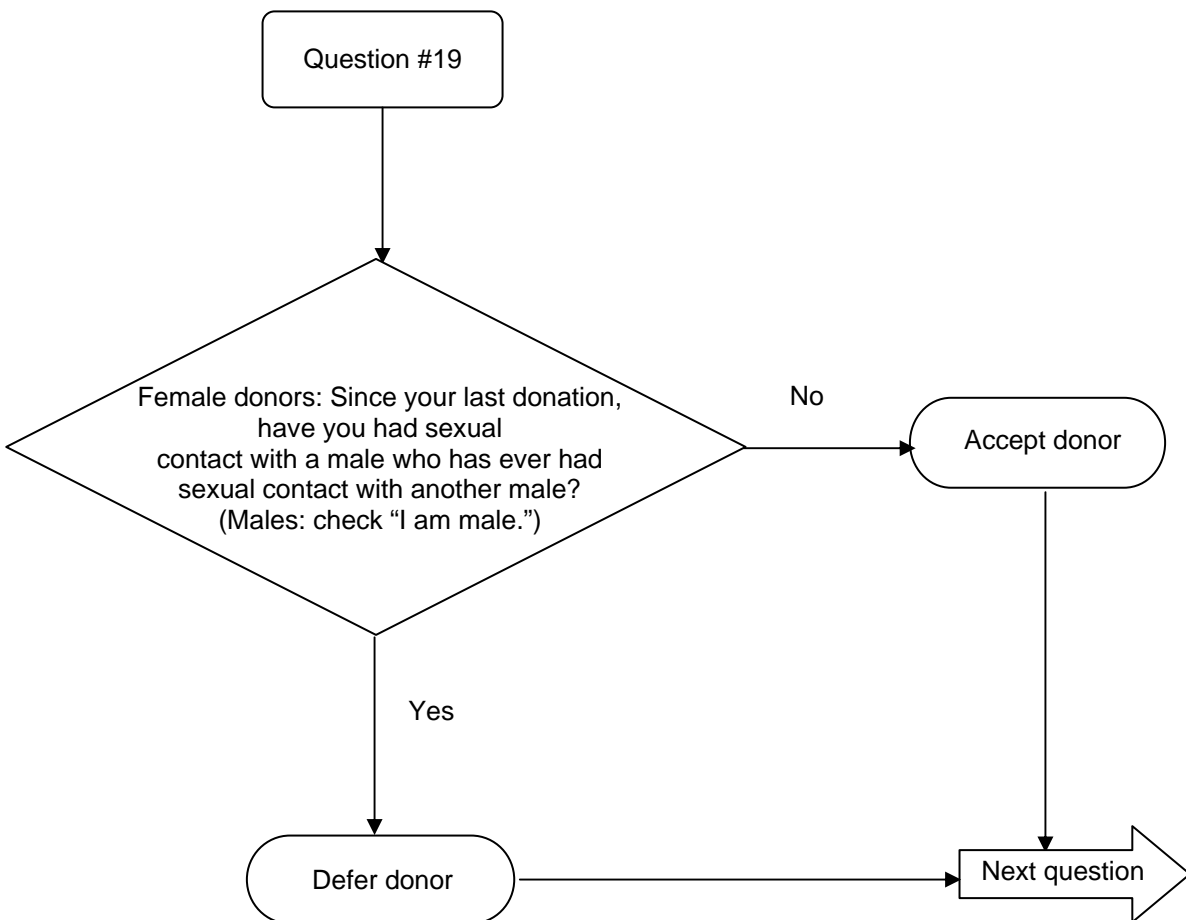 Question #19
Female donors: Since your last donation,
have you had sexual
contact with a male who has ever had
sexual contact with another male?
(Males: check “I am male.”)
No
Accept donor
Yes
Defer donor
Next question